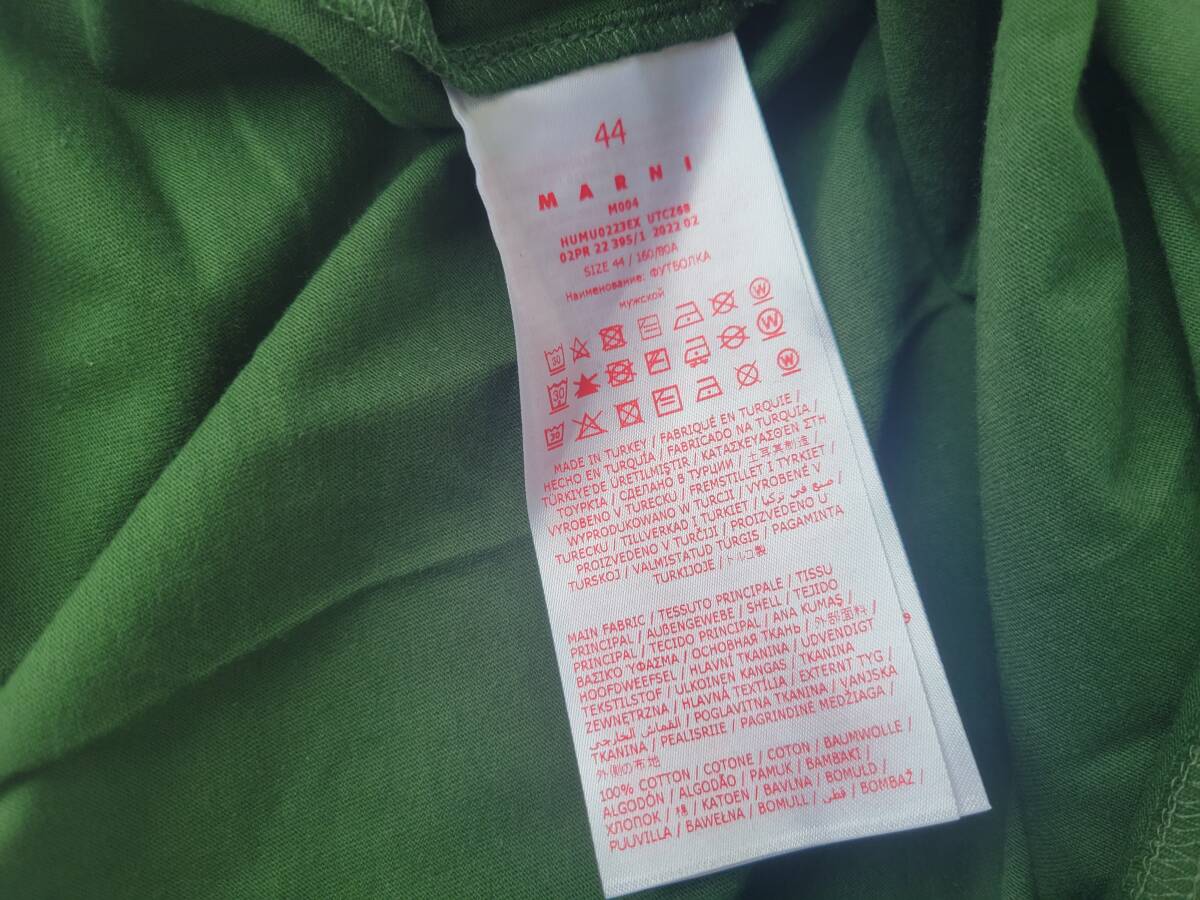 44
MARNI
M004
HUMU0223EX UTCZ68
02PR 22 395/1 2022 02
SIZE 44 / 160/80A
Наименование: ФУТБОЛКА
мужской
30 W
30 W
30 W
MADE IN TURKEY / FABRIQUÉ EN TURQUIE /
HECHO EN TURQUÍA / FABRICADO NA TURQUIA /
TÜRKİYE'DE ÜRETİLMİŞTİR / ΚΑΤΑΣΚΕΥΑΣΘΕΝ ΣΤΗ
ΤΟΥΡΚΙΑ / СДЕЛАНО В ТУРЦИИ / 土耳其制造 /
VYROBENO V TURECKU / FREMSTILLET I TYRKIET /
WYPRODUKOWANO W TURCJI / VYROBENÉ V
TURECKU / TILLVERKAD I TURKIET / صنع في تركيا /
PROIZVEDENO V TURČIJI / PROIZVEDENO U
TURSKOJ / VALMISTATUD TÜRGIS / PAGAMINTA
TURKIJOJE / トルコ製
MAIN FABRIC / TESSUTO PRINCIPALE / TISSU
PRINCIPAL / AUßENGEWEBE / SHELL / TEJIDO
PRINCIPAL / TECIDO PRINCIPAL / ANA KUMAŞ /
ΒΑΣΙΚΟ ΥΦΑΣΜΑ / ОСНОВНАЯ ТКАНЬ / 外部面料 /
HOOFDWEEFSEL / HLAVNÍ TKANINA / UDVENDIGT
TEKSTILSTOF / ULKOINEN KANGAS / TKANINA
ZEWNĘTRZNA / HLAVNÁ TEXTÍLIA / EXTERNT TYG /
القماش الخارجي / POGLAVITNA TKANINA / VANJSKA
TKANINA / PEALISRIIE / PAGRINDINĖ MEDŽIAGA /
外側の布地
100% COTTON / COTONE / COTON / BAUMWOLLE /
ALGODÓN / ALGODÃO / PAMUK / ΒΑΜΒΑΚΙ /
ХЛОПОК / 棉 / KATOEN / BAVLNA / BOMULD /
PUUVILLA / BAWEŁNA / BOMULL / قطن / BOMBAŽ /